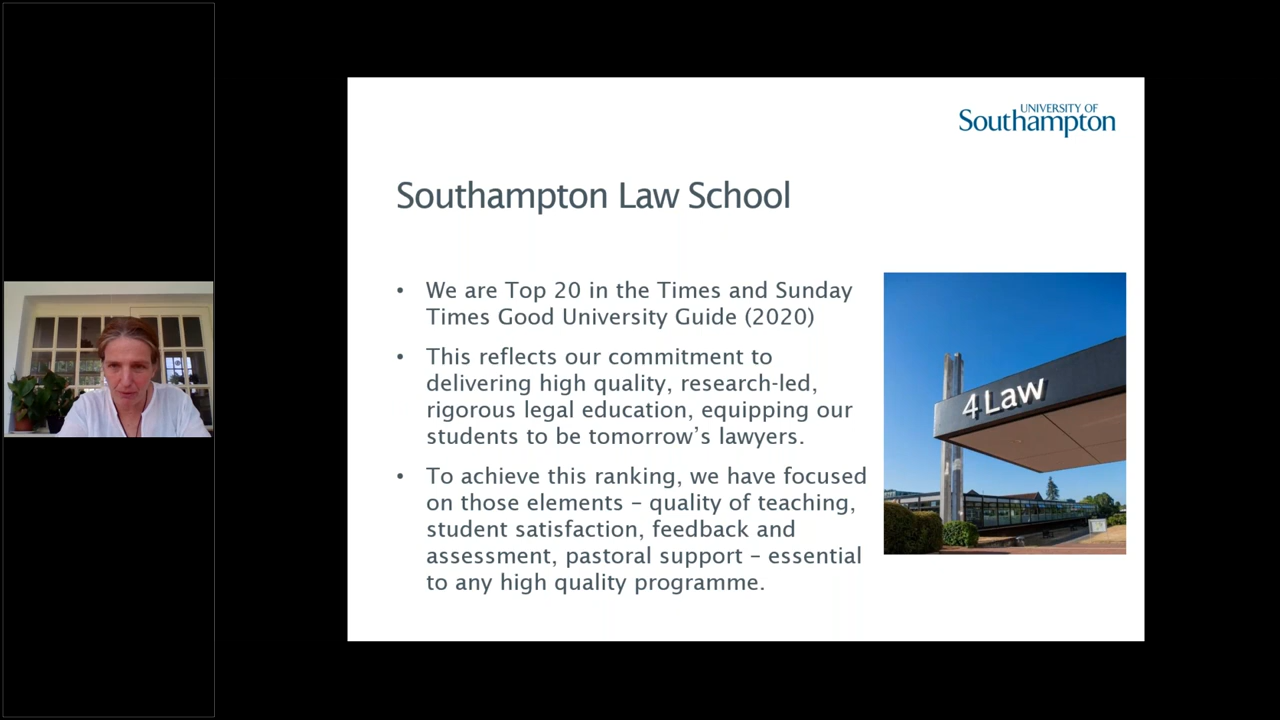 UNIVERSITY OF
Southampton
Southampton Law School
• We are Top 20 in the Times and Sunday
Times Good University Guide (2020)
• This reflects our commitment to
delivering high quality, research-led,
rigorous legal education, equipping our
students to be tomorrow’s lawyers.
• To achieve this ranking, we have focused
on those elements – quality of teaching,
student satisfaction, feedback and
assessment, pastoral support – essential
to any high quality programme.
4 Law